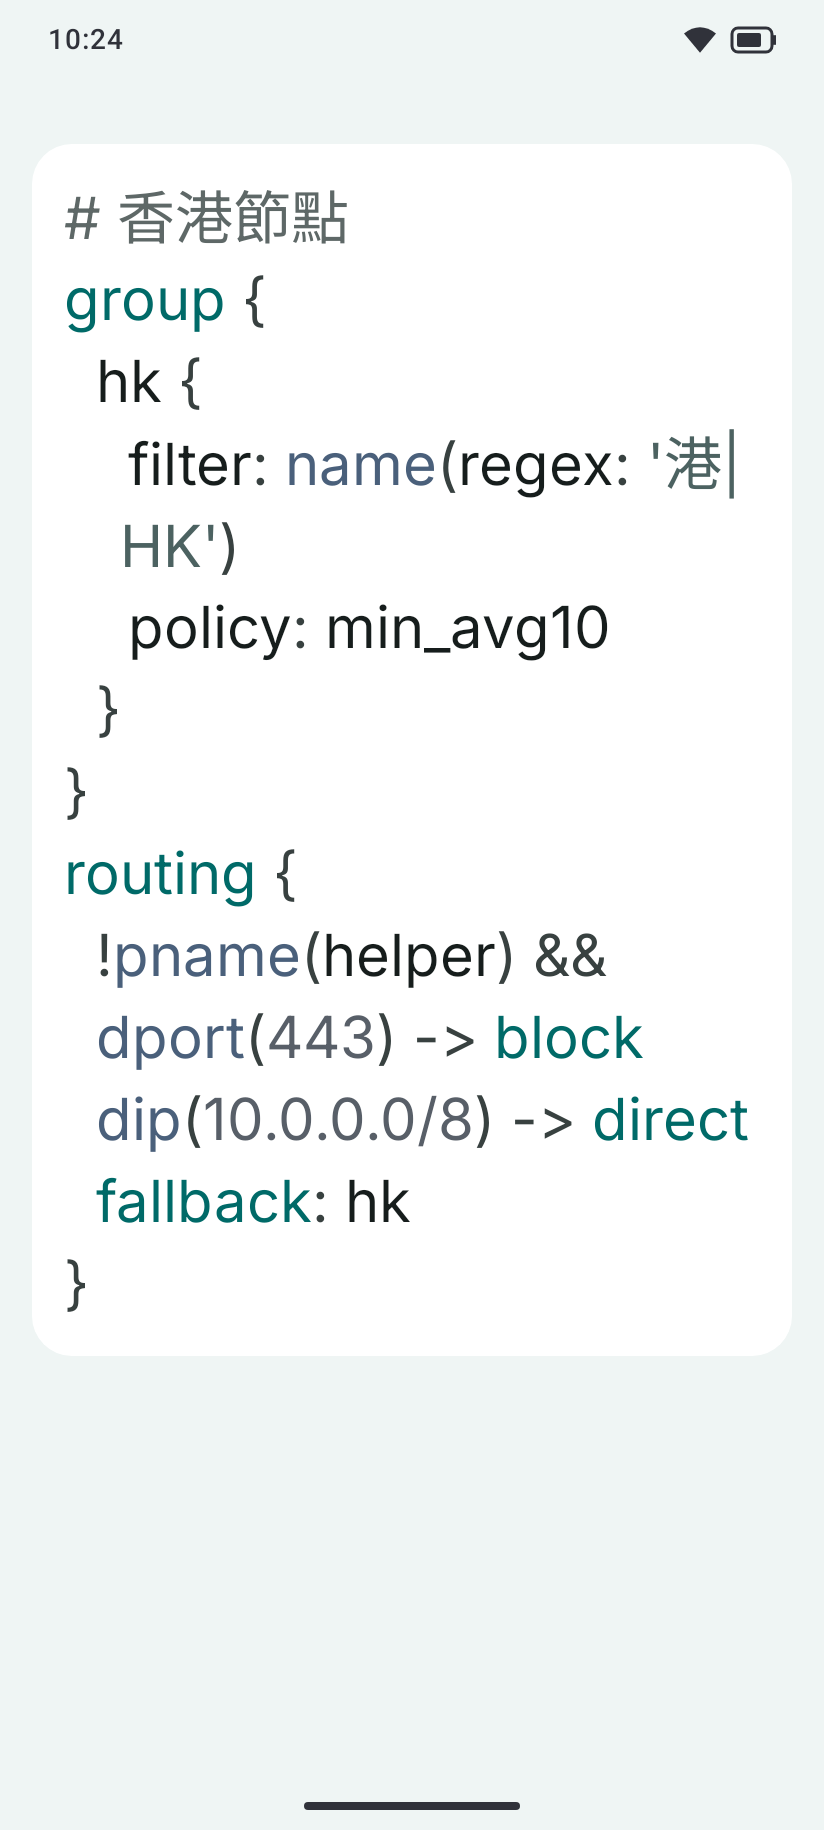 10:24
# 香港節點
group {
hk {
filter: name(regex: '港|
HK')
policy: min_avg10
}
}
routing {
!pname(helper) &&
dport(443) -> block
dip(10.0.0.0/8) -> direct
fallback: hk
}